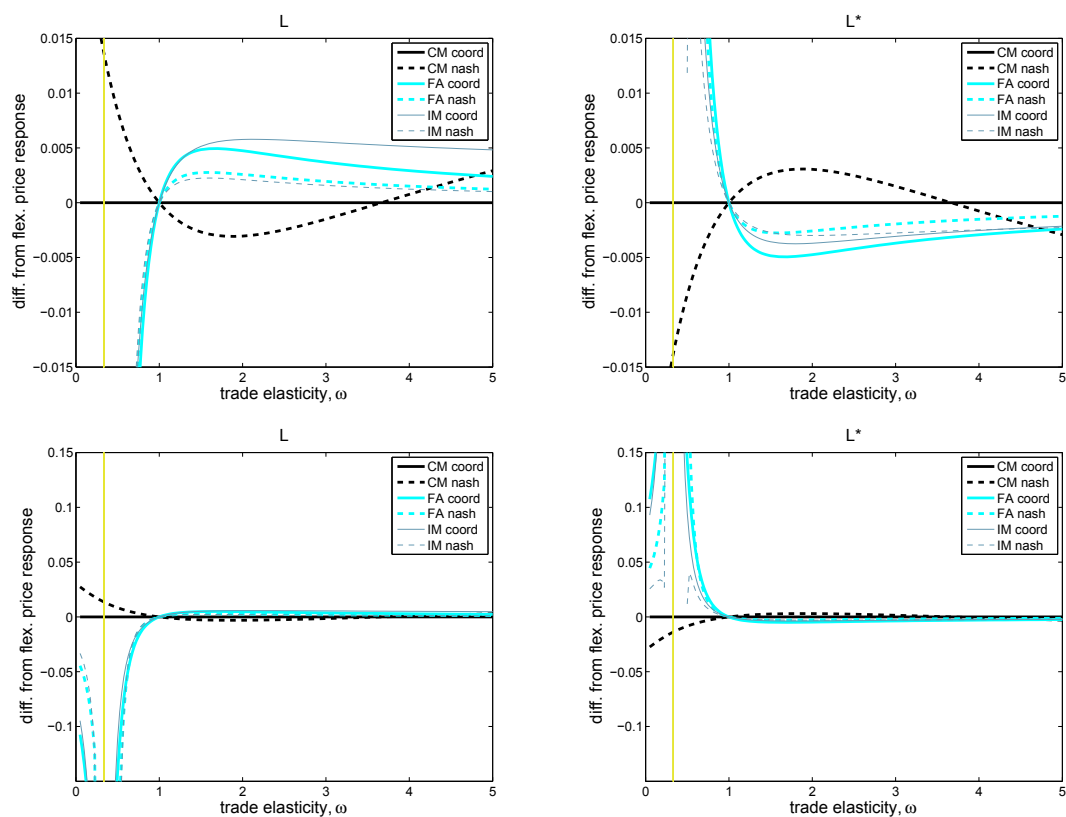 L
0.015
0.01
0.005
0
−0.005
−0.01
−0.015
0 1 2 3 4 5
diff. from flex. price response
trade elasticity, ω
CM coord
CM nash
FA coord
FA nash
IM coord
IM nash
L*
0.015
0.01
0.005
0
−0.005
−0.01
−0.015
0 1 2 3 4 5
diff. from flex. price response
trade elasticity, ω
CM coord
CM nash
FA coord
FA nash
IM coord
IM nash
L
0.15
0.1
0.05
0
−0.05
−0.1
0 1 2 3 4 5
diff. from flex. price response
trade elasticity, ω
CM coord
CM nash
FA coord
FA nash
IM coord
IM nash
L*
0.15
0.1
0.05
0
−0.05
−0.1
0 1 2 3 4 5
diff. from flex. price response
trade elasticity, ω
CM coord
CM nash
FA coord
FA nash
IM coord
IM nash